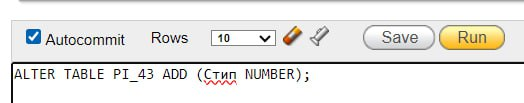 Autocommit Rows 10 Save Run
ALTER TABLE PI_43 ADD (Стип NUMBER);